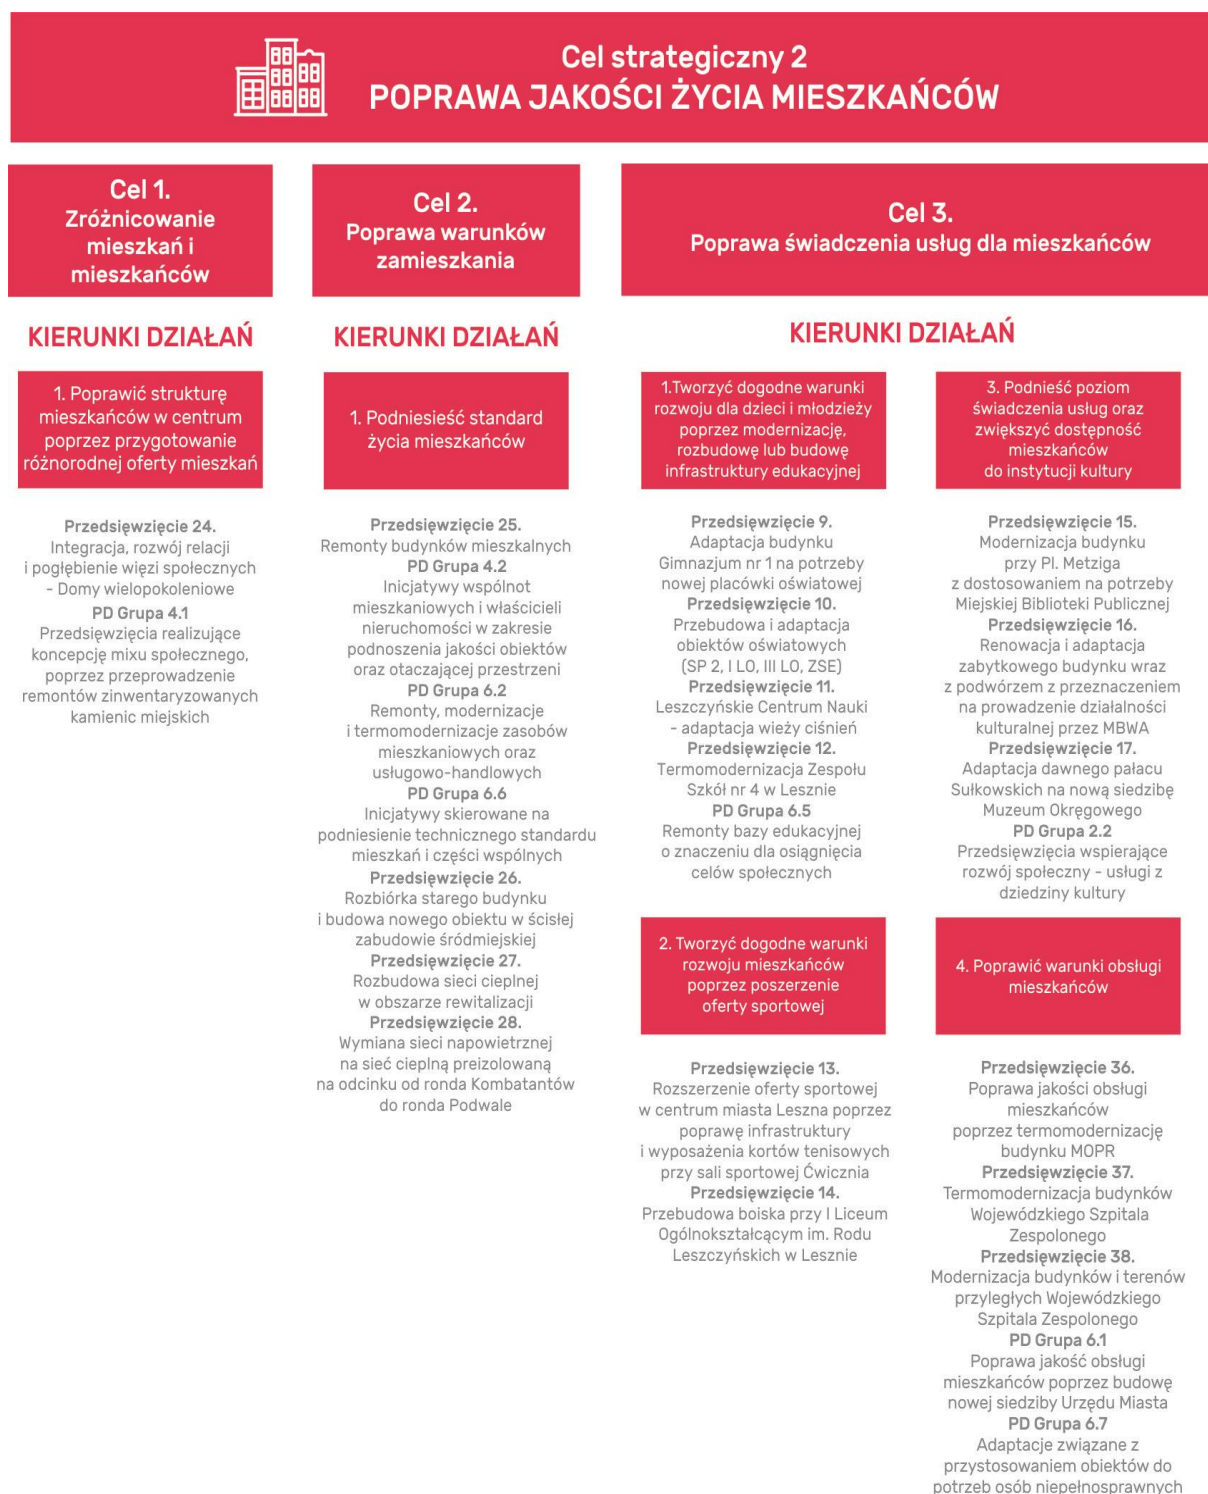 Cel strategiczny 2
POPRAWA JAKOŚCI ŻYCIA MIESZKAŃCÓW
Cel 1.
Zróżnicowanie
mieszkań i
mieszkańców
KIERUNKI DZIAŁAŃ
1. Poprawić strukturę
mieszkańców w centrum
poprzez przygotowanie
różnorodnej oferty mieszkań
Przedsięwzięcie 24.
Integracja, rozwój relacji
i pogłębienie więzi społecznych
- Domy wielopokoleniowe
PD Grupa 4.1
Przedsięwzięcia realizujące
koncepcję mixu społecznego,
poprzez przeprowadzenie
remontów zinwentaryzowanych
kamienic miejskich
Cel 2.
Poprawa warunków
zamieszkania
KIERUNKI DZIAŁAŃ
1. Podniesieść standard
życia mieszkańców
Przedsięwzięcie 25.
Remonty budynków mieszkalnych
PD Grupa 4.2
Inicjatywy wspólnot
mieszkaniowych i właścicieli
nieruchomości w zakresie
podnoszenia jakości obiektów
oraz otaczającej przestrzeni
PD Grupa 6.2
Remonty, modernizacje
i termomodernizacje zasobów
mieszkaniowych oraz
usługowo-handlowych
PD Grupa 6.6
Inicjatywy skierowane na
podniesienie technicznego standardu
mieszkań i części wspólnych
Przedsięwzięcie 26.
Rozbiórka starego budynku
i budowa nowego obiektu w ścisłej
zabudowie śródmiejskiej
Przedsięwzięcie 27.
Rozbudowa sieci cieplnej
w obszarze rewitalizacji
Przedsięwzięcie 28.
Wymiana sieci napowietrznej
na sieć cieplną preizolowaną
na odcinku od ronda Kombatantów
do ronda Podwale
Cel 3.
Poprawa świadczenia usług dla mieszkańców
KIERUNKI DZIAŁAŃ
1.Tworzyć dogodne warunki
rozwoju dla dzieci i młodzieży
poprzez modernizację,
rozbudowę lub budowę
infrastruktury edukacyjnej
Przedsięwzięcie 9.
Adaptacja budynku
Gimnazjum nr 1 na potrzeby
nowej placówki oświatowej
Przedsięwzięcie 10.
Przebudowa i adaptacja
obiektów oświatowych
(SP 2, I LO, III LO, ZSE)
Przedsięwzięcie 11.
Leszczyńskie Centrum Nauki
- adaptacja wieży ciśnień
Przedsięwzięcie 12.
Termomodernizacja Zespołu
Szkół nr 4 w Lesznie
PD Grupa 6.5
Remonty bazy edukacyjnej
o znaczeniu dla osiągnięcia
celów społecznych
2. Tworzyć dogodne warunki
rozwoju mieszkańców
poprzez poszerzenie
oferty sportowej
Przedsięwzięcie 13.
Rozszerzenie oferty sportowej
w centrum miasta Leszna poprzez
poprawę infrastruktury
i wyposażenia kortów tenisowych
przy sali sportowej Ćwicznia
Przedsięwzięcie 14.
Przebudowa boiska przy I Liceum
Ogólnokształcącym im. Rodu
Leszczyńskich w Lesznie
3. Podnieść poziom
świadczenia usług oraz
zwiększyć dostępność
mieszkańców
do instytucji kultury
Przedsięwzięcie 15.
Modernizacja budynku
przy Pl. Metziga
z dostosowaniem na potrzeby
Miejskiej Biblioteki Publicznej
Przedsięwzięcie 16.
Renowacja i adaptacja
zabytkowego budynku wraz
z podwórzem z przeznaczeniem
na prowadzenie działalności
kulturalnej przez MBWA
Przedsięwzięcie 17.
Adaptacja dawnego pałacu
Sułkowskich na nową siedzibę
Muzeum Okręgowego
PD Grupa 2.2
Przedsięwzięcia wspierające
rozwój społeczny - usługi z
dziedziny kultury
4. Poprawić warunki obsługi
mieszkańców
Przedsięwzięcie 36.
Poprawa jakości obsługi
mieszkańców
poprzez termomodernizację
budynku MOPR
Przedsięwzięcie 37.
Termomodernizacja budynków
Wojewódzkiego Szpitala
Zespolonego
Przedsięwzięcie 38.
Modernizacja budynków i terenów
przyległych Wojewódzkiego
Szpitala Zespolonego
PD Grupa 6.1
Poprawa jakość obsługi
mieszkańców poprzez budowę
nowej siedziby Urzędu Miasta
PD Grupa 6.7
Adaptacje związane z
przystosowaniem obiektów do
potrzeb osób niepełnosprawnych